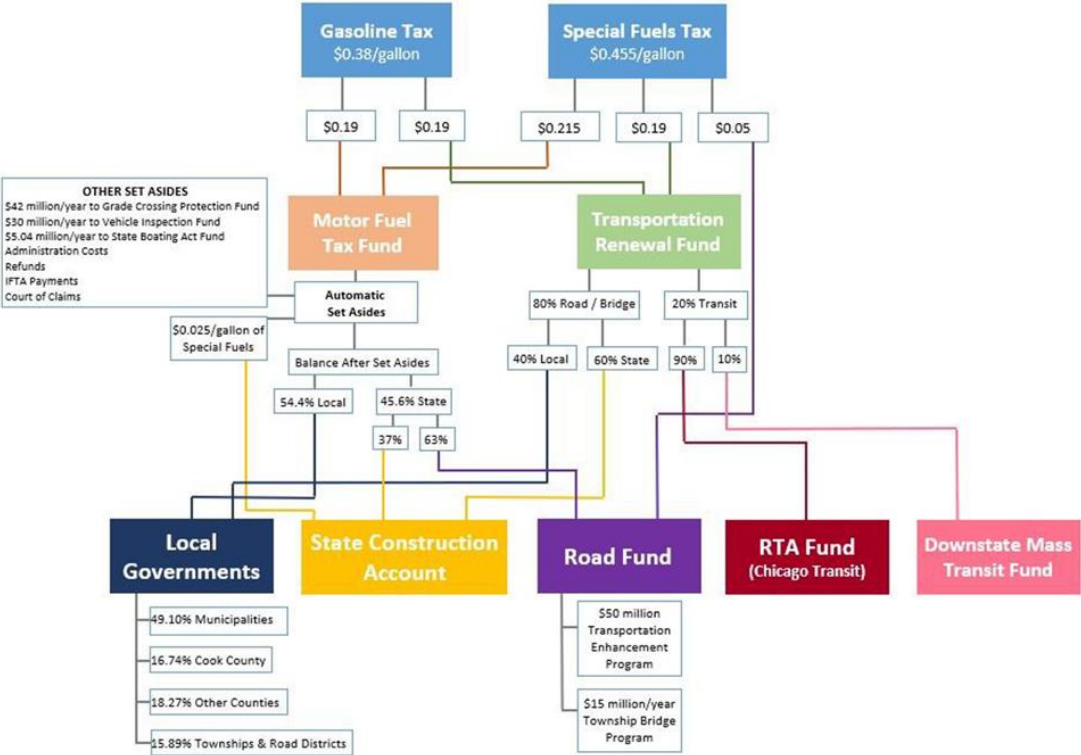 Gasoline Tax
$0.38/gallon
Special Fuels Tax
$0.455/gallon
$0.19
$0.19
$0.215
$0.19
$0.05
OTHER SET ASIDES
$42 million/year to Grade Crossing Protection Fund
$30 million/year to Vehicle Inspection Fund
$5.04 million/year to State Boating Act Fund
Administration Costs
Refunds
IFTA Payments
Court of Claims
Motor Fuel
Tax Fund
Transportation
Renewal Fund
Automatic
Set Asides
80% Road / Bridge
20% Transit
$0.025/gallon of
Special Fuels
Balance After Set Asides
40% Local
60% State
90%
10%
54.4% Local
45.6% State
37%
63%
Local
Governments
State Construction
Account
Road Fund
RTA Fund
(Chicago Transit)
Downstate Mass
Transit Fund
49.10% Municipalities
16.74% Cook County
18.27% Other Counties
15.89% Townships & Road Districts
$50 million
Transportation
Enhancement
Program
$15 million/year
Township Bridge
Program